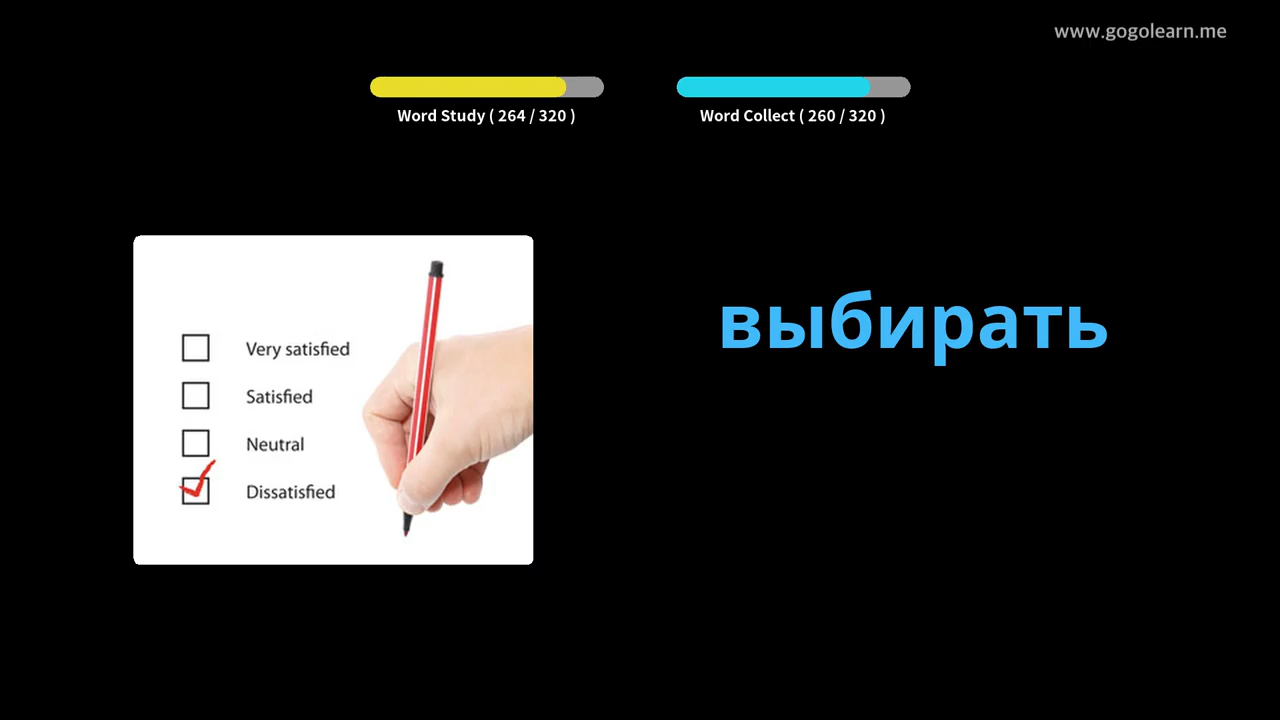 www.gogolearn.me
Word Study ( 264 / 320 )
Word Collect ( 260 / 320 )
выбирать
Very satisfied
Satisfied
Neutral
Dissatisfied